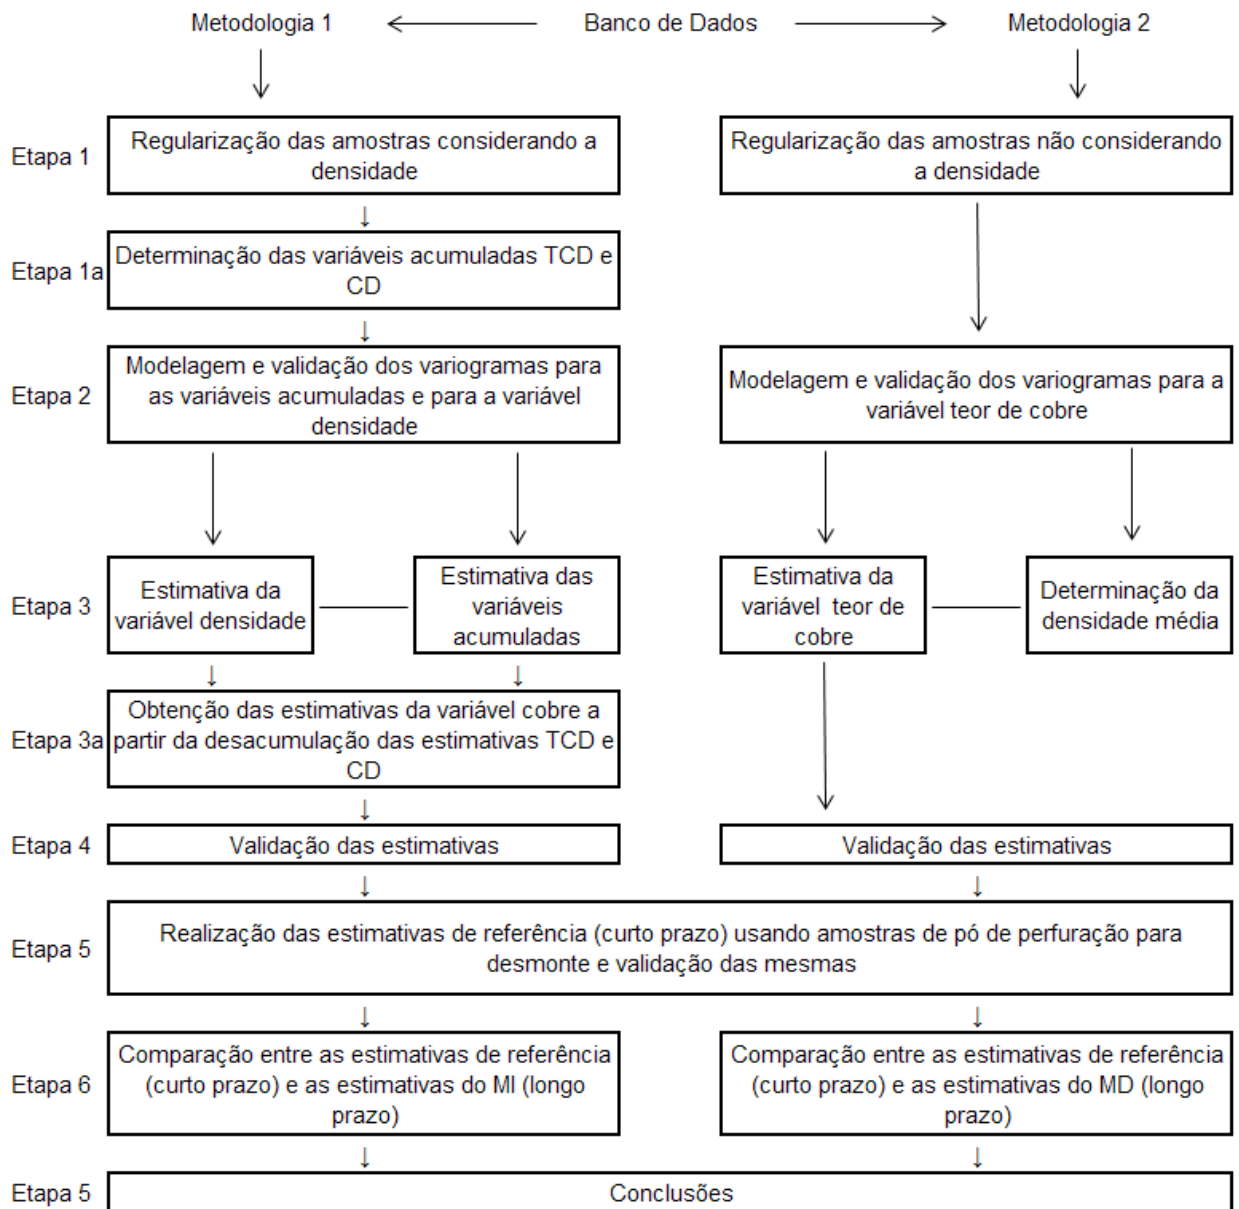 Metodologia 1
Banco de Dados
Metodologia 2
Etapa 1
Regularização das amostras considerando a
densidade
Regularização das amostras não considerando
a densidade
Etapa 1a
Determinação das variáveis acumuladas TCD e
CD
Etapa 2
Modelagem e validação dos variogramas para
as variáveis acumuladas e para a variável
densidade
Modelagem e validação dos variogramas para a
variável teor de cobre
Etapa 3
Estimativa da
variável densidade
Estimativa das
variáveis
acumuladas
Estimativa da
variável teor de
cobre
Determinação da
densidade média
Etapa 3a
Obtenção das estimativas da variável cobre a
partir da desacumulação das estimativas TCD e
CD
Etapa 4
Validação das estimativas
Validação das estimativas
Etapa 5
Realização das estimativas de referência (curto prazo) usando amostras de pó de perfuração para
desmonte e validação das mesmas
Etapa 6
Comparação entre as estimativas de referência
(curto prazo) e as estimativas do MI (longo
prazo)
Comparação entre as estimativas de referência
(curto prazo) e as estimativas do MD (longo
prazo)
Etapa 5
Conclusões